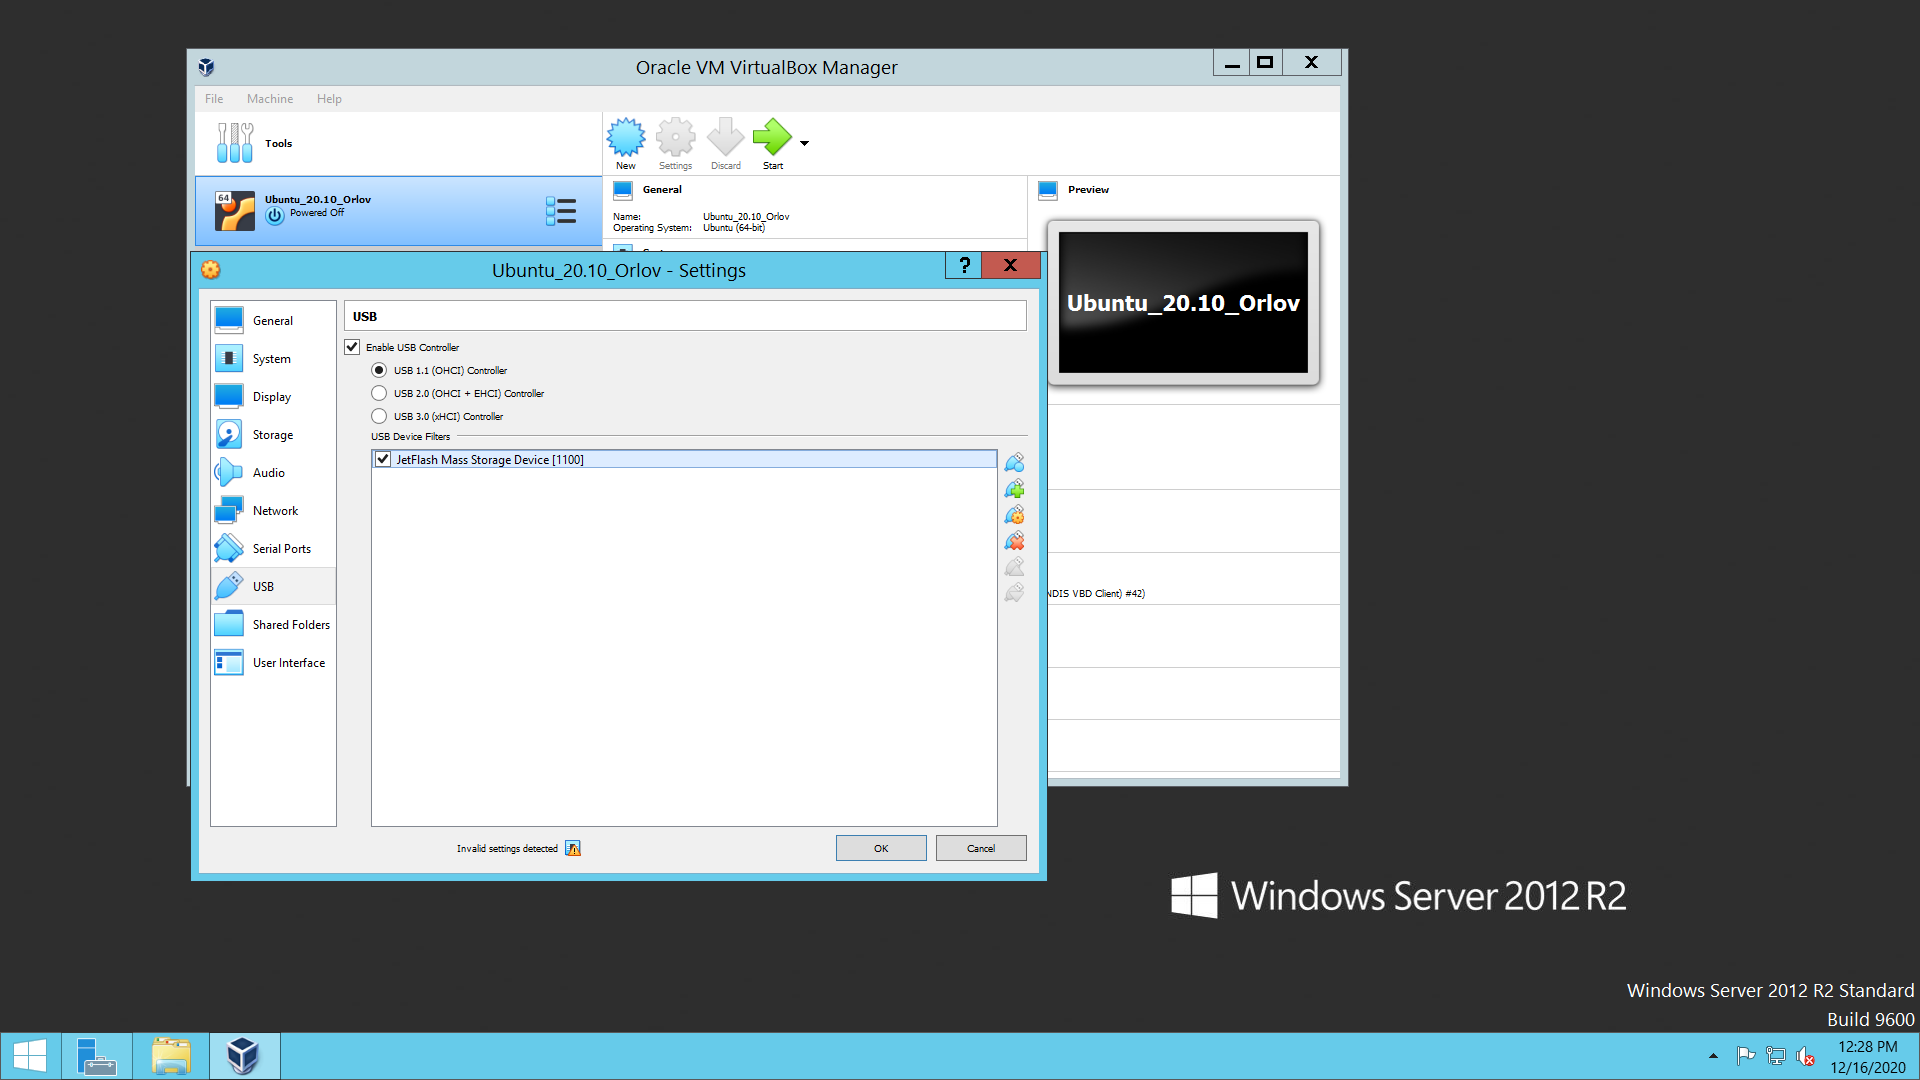 Oracle VM VirtualBox Manager
File Machine Help
Tools
New Settings Discard Start
64
Ubuntu_20.10_Orlov
Powered Off
General
Name: Ubuntu_20.10_Orlov
Operating System: Ubuntu (64-bit)
Preview
Ubuntu_20.10_Orlov
Ubuntu_20.10_Orlov - Settings
?
General
System
Display
Storage
Audio
Network
Serial Ports
USB
Shared Folders
User Interface
USB
Enable USB Controller
USB 1.1 (OHCI) Controller
USB 2.0 (OHCI + EHCI) Controller
USB 3.0 (xHCI) Controller
USB Device Filters
JetFlash Mass Storage Device [1100]
NDIS VBD Client) #42)
Invalid settings detected
OK Cancel
Windows Server 2012 R2
Windows Server 2012 R2 Standard
Build 9600
12:28 PM
12/16/2020